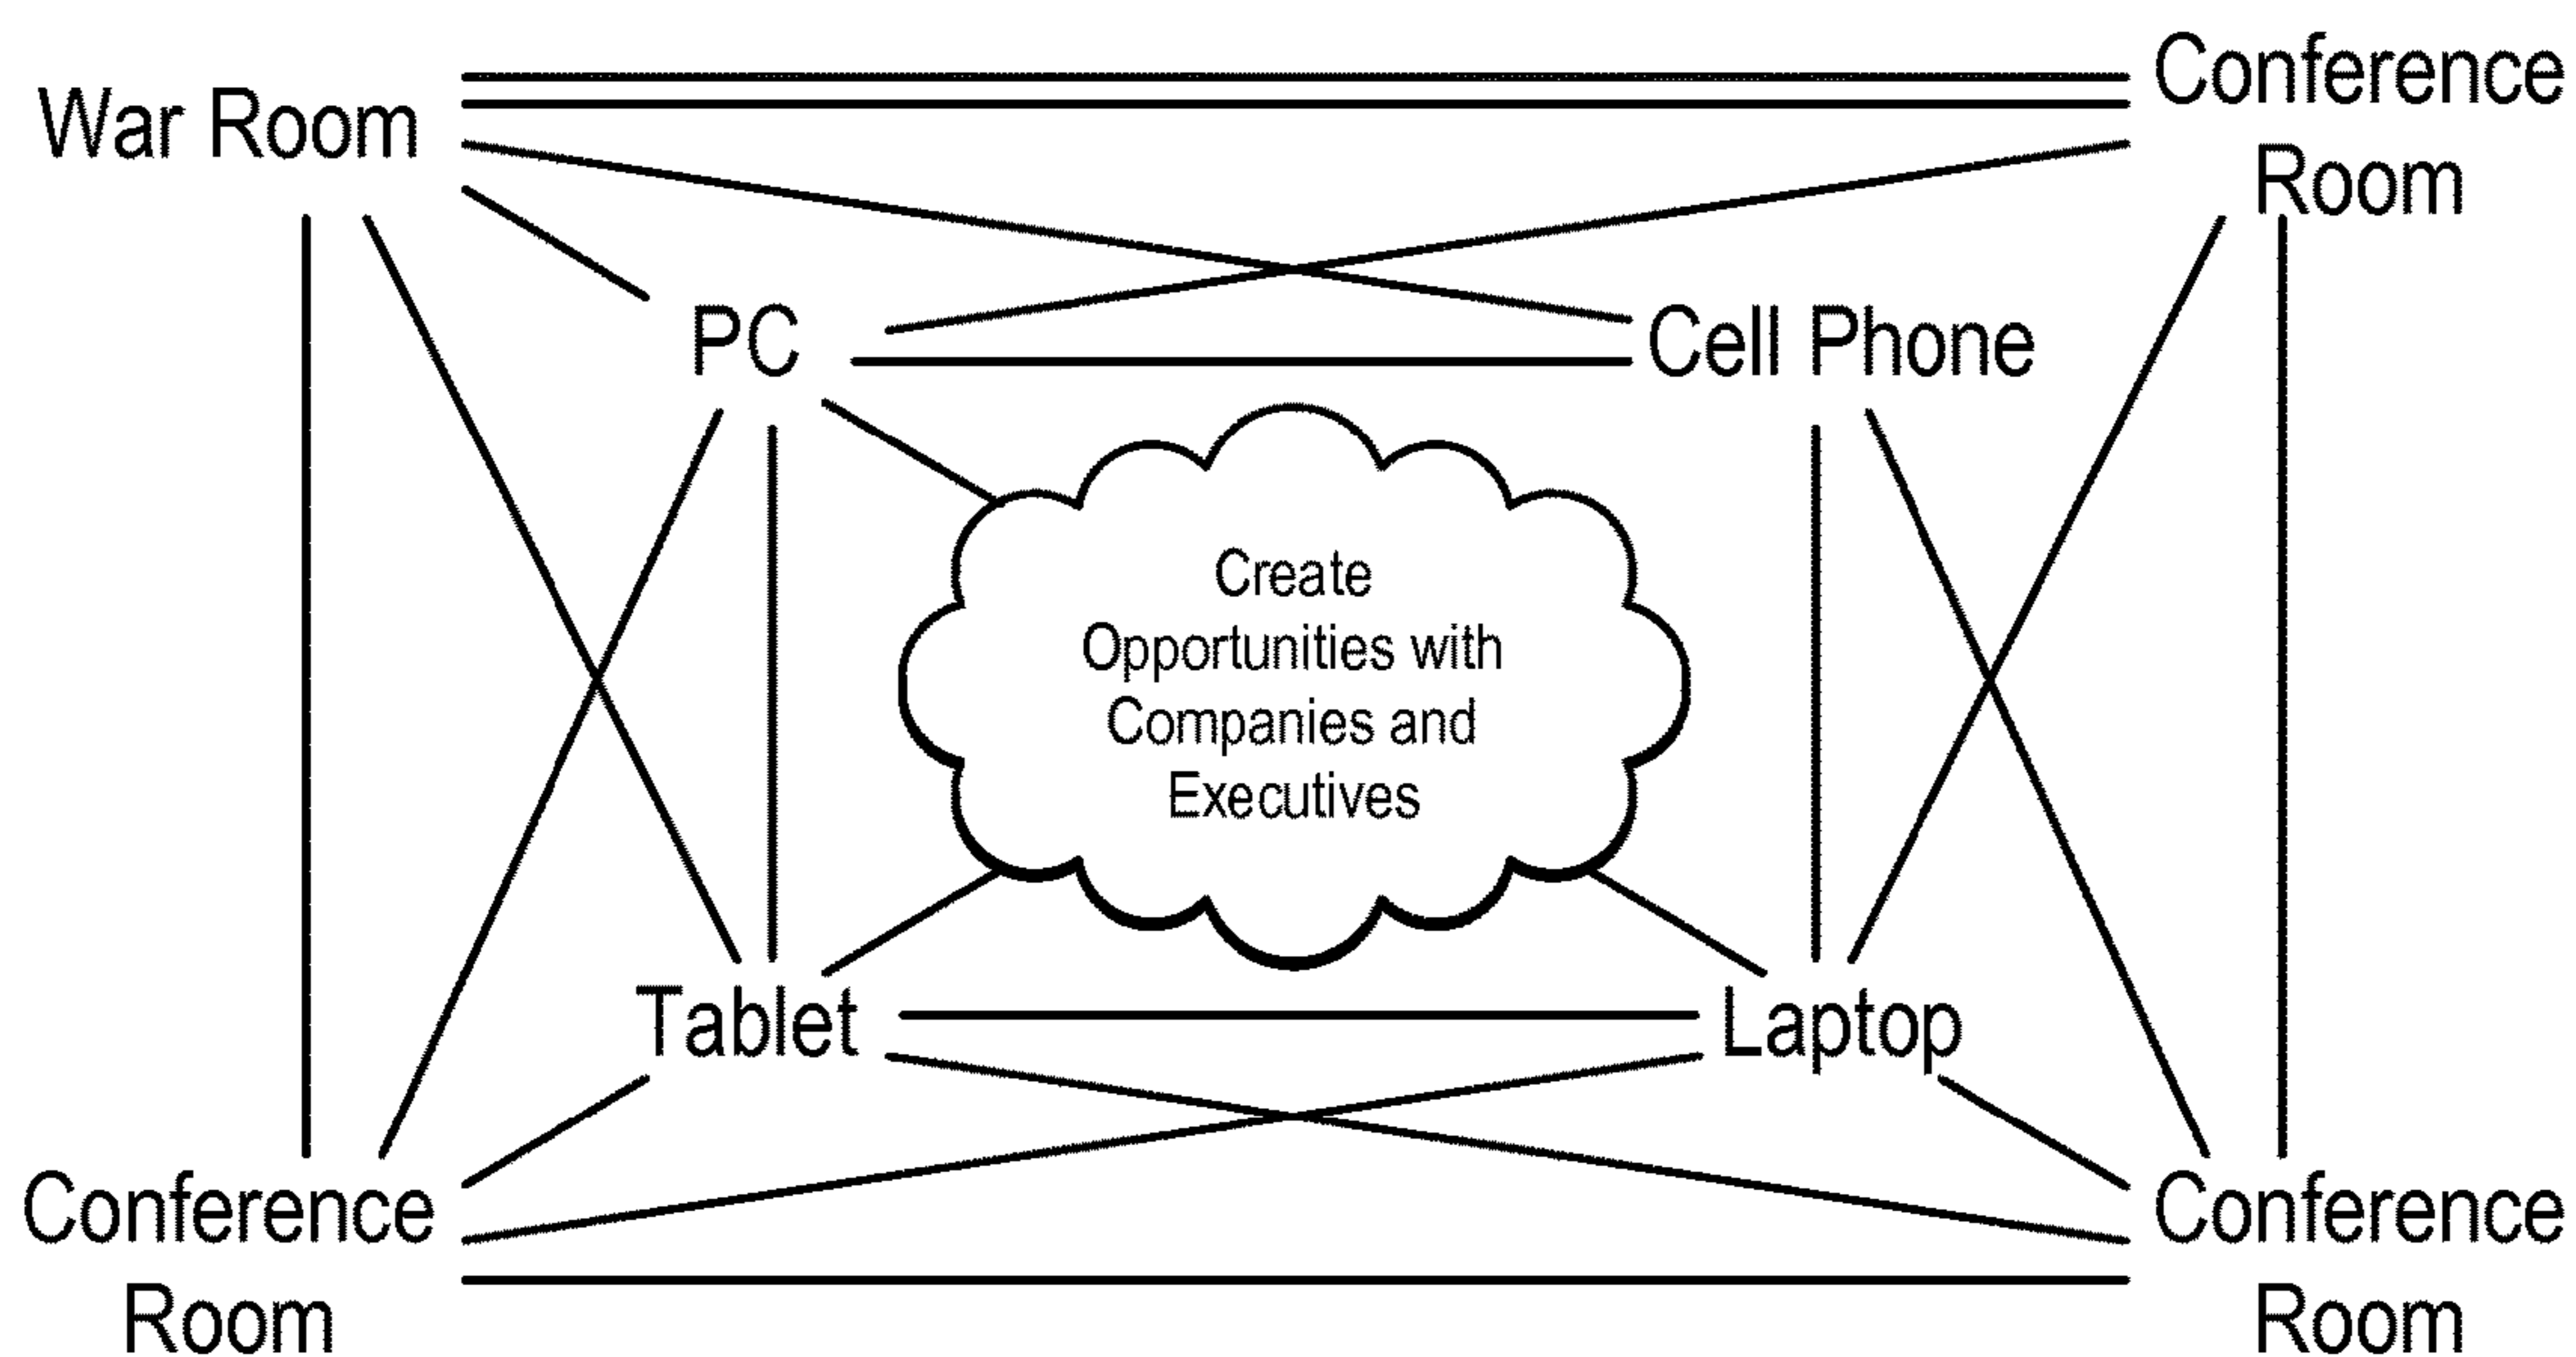 War Room
Conference
Room
PC
Cell Phone
Create
Opportunities with
Companies and
Executives
Tablet
Laptop
Conference
Room
Conference
Room